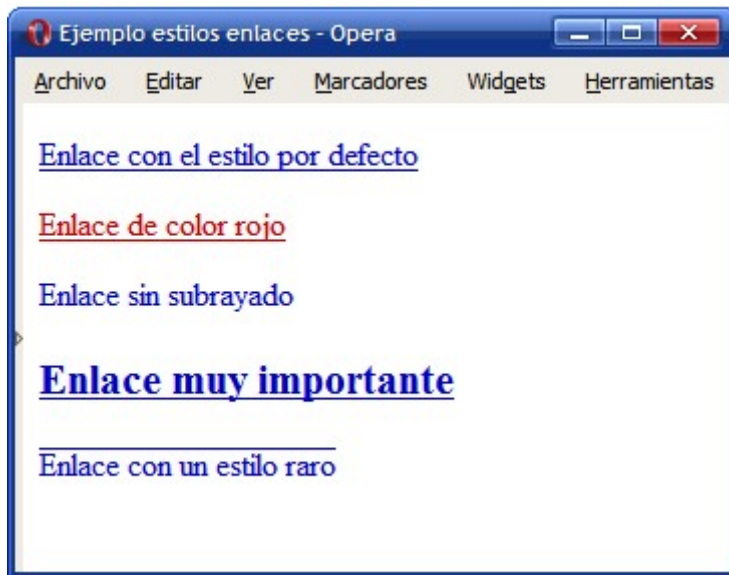 Ejemplo estilos enlaces - Opera
Archivo Editar Ver Marcadores Widgets Herramientas
Enlace con el estilo por defecto
Enlace de color rojo
Enlace sin subrayado
Enlace muy importante
Enlace con un estilo raro